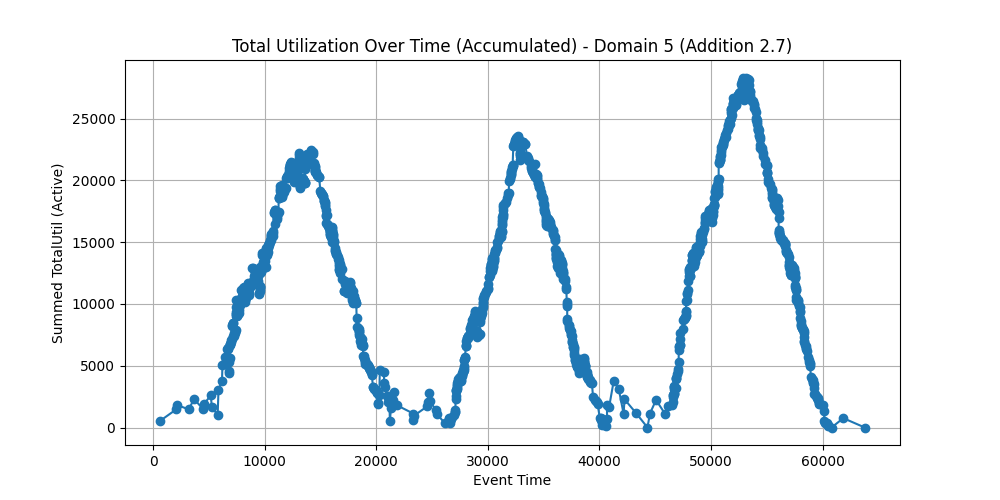 Total Utilization Over Time (Accumulated) - Domain 5 (Addition 2.7)
Summed TotalUtil (Active)
25000
20000
15000
10000
5000
0
0 10000 20000 30000 40000 50000 60000
Event Time